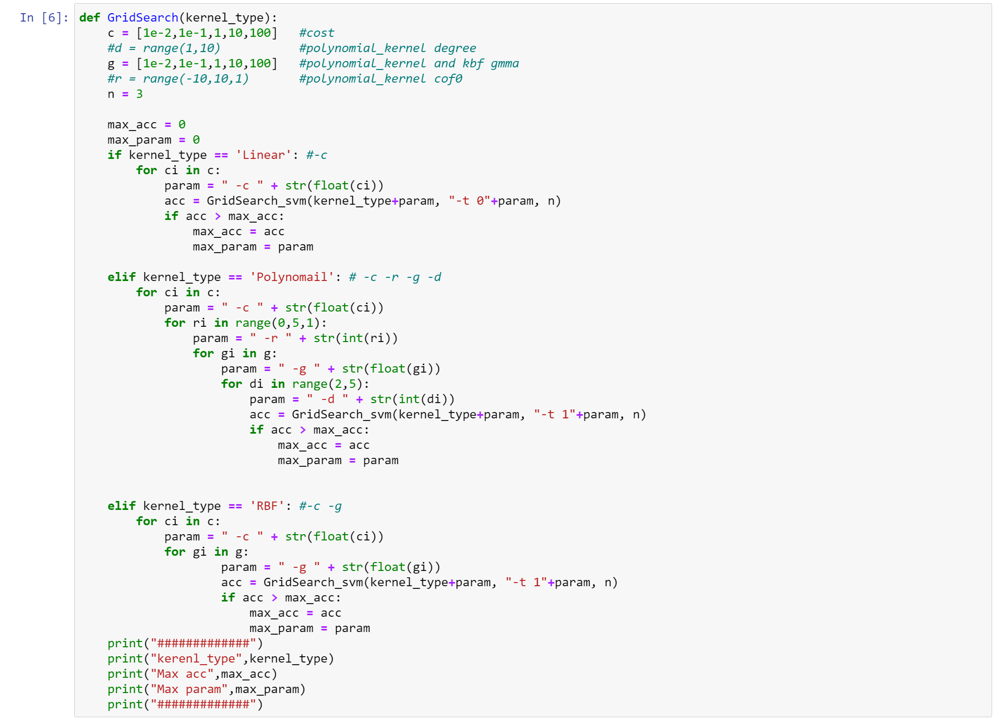 In [6]: def GridSearch(kernel_type):
    c = [1e-2,1e-1,1,10,100]   #cost
    #d = range(1,10)           #polynomial_kernel degree
    g = [1e-2,1e-1,1,10,100]   #polynomial_kernel and kbf gmma
    #r = range(-10,10,1)       #polynomial_kernel cof0
    n = 3

    max_acc = 0
    max_param = 0
    if kernel_type == 'Linear': #-c
        for ci in c:
            param = " -c " + str(float(ci))
            acc = GridSearch_svm(kernel_type+param, "-t 0"+param, n)
            if acc > max_acc:
                max_acc = acc
                max_param = param

    elif kernel_type == 'Polynomail': # -c -r -g -d
        for ci in c:
            param = " -c " + str(float(ci))
            for ri in range(0,5,1):
                param = " -r " + str(int(ri))
                for gi in g:
                    param = " -g " + str(float(gi))
                    for di in range(2,5):
                        param = " -d " + str(int(di))
                        acc = GridSearch_svm(kernel_type+param, "-t 1"+param, n)
                        if acc > max_acc:
                            max_acc = acc
                            max_param = param


    elif kernel_type == 'RBF': #-c -g
        for ci in c:
            param = " -c " + str(float(ci))
            for gi in g:
                    param = " -g " + str(float(gi))
                    acc = GridSearch_svm(kernel_type+param, "-t 1"+param, n)
                    if acc > max_acc:
                        max_acc = acc
                        max_param = param
    print("#############")
    print("kerenl_type",kernel_type)
    print("Max acc",max_acc)
    print("Max param",max_param)
    print("#############")